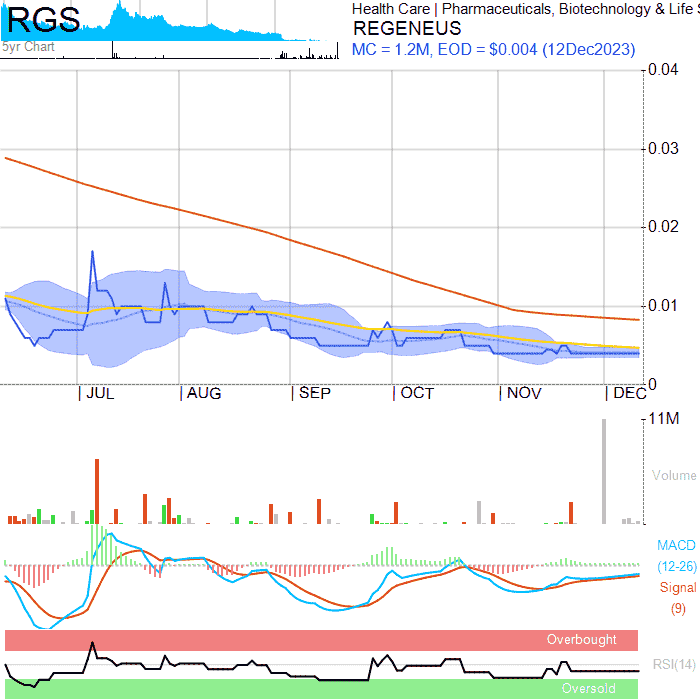 RGS
5yr Chart
Health Care | Pharmaceuticals, Biotechnology & Life
REGENEUS
MC = 1.2M, EOD = $0.004 (12Dec2023)
0.04
0.03
0.02
0.01
0
| JUL | AUG | SEP | OCT | NOV | DEC
11M
Volume
MACD
(12-26)
Signal
(9)
Overbought
RSI(14)
Oversold